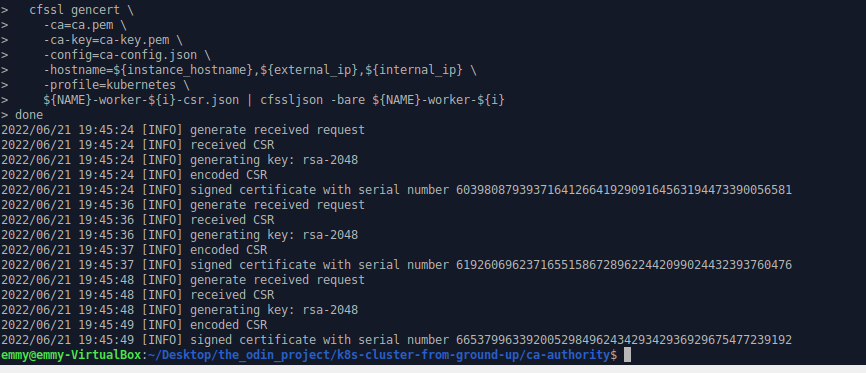 >   cfssl gencert \
>     -ca=ca.pem \
>     -ca-key=ca-key.pem \
>     -config=ca-config.json \
>     -hostname=${instance_hostname},${external_ip},${internal_ip} \
>     -profile=kubernetes \
>     ${NAME}-worker-${i}-csr.json | cfssljson -bare ${NAME}-worker-${i}
> done
2022/06/21 19:45:24 [INFO] generate received request
2022/06/21 19:45:24 [INFO] received CSR
2022/06/21 19:45:24 [INFO] generating key: rsa-2048
2022/06/21 19:45:24 [INFO] encoded CSR
2022/06/21 19:45:24 [INFO] signed certificate with serial number 603980879393716412664192909164563194473390056581
2022/06/21 19:45:36 [INFO] generate received request
2022/06/21 19:45:36 [INFO] received CSR
2022/06/21 19:45:36 [INFO] generating key: rsa-2048
2022/06/21 19:45:37 [INFO] encoded CSR
2022/06/21 19:45:37 [INFO] signed certificate with serial number 619260696237165515867289622442099024432393760476
2022/06/21 19:45:48 [INFO] generate received request
2022/06/21 19:45:48 [INFO] received CSR
2022/06/21 19:45:48 [INFO] generating key: rsa-2048
2022/06/21 19:45:49 [INFO] encoded CSR
2022/06/21 19:45:49 [INFO] signed certificate with serial number 665379963392005298496243429342936929675477239192
emmy@emmy-VirtualBox:~/Desktop/the_odin_project/k8s-cluster-from-ground-up/ca-authority$